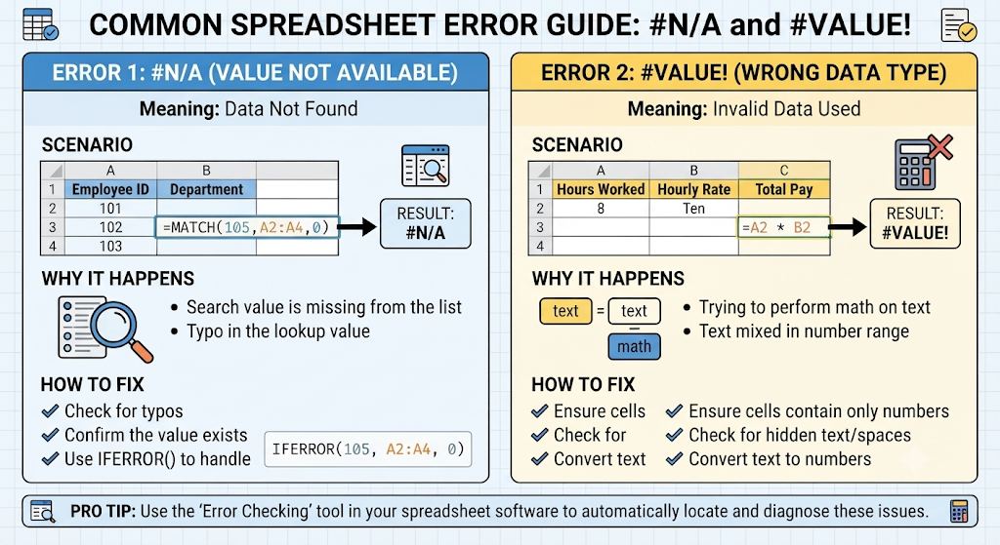 COMMON SPREADSHEET ERROR GUIDE: #N/A and #VALUE!
ERROR 1: #N/A (VALUE NOT AVAILABLE)
Meaning: Data Not Found
SCENARIO
A B
1 Employee ID Department
2 101
3 102 =MATCH(105,A2:A4,0)
4 103
RESULT:
#N/A
WHY IT HAPPENS
• Search value is missing from the list
• Typo in the lookup value
HOW TO FIX
Check for typos
Confirm the value exists
Use IFERROR() to handle
IFERROR(105, A2:A4, 0)
ERROR 2: #VALUE! (WRONG DATA TYPE)
Meaning: Invalid Data Used
SCENARIO
A B C
1 Hours Worked Hourly Rate Total Pay
2 8 Ten
3 =A2 * B2
4
RESULT:
#VALUE!
WHY IT HAPPENS
text = text
–
math
• Trying to perform math on text
• Text mixed in number range
HOW TO FIX
Ensure cells
Check for
Convert text
Ensure cells contain only numbers
Check for hidden text/spaces
Convert text to numbers
PRO TIP: Use the ‘Error Checking’ tool in your spreadsheet software to automatically locate and diagnose these issues.